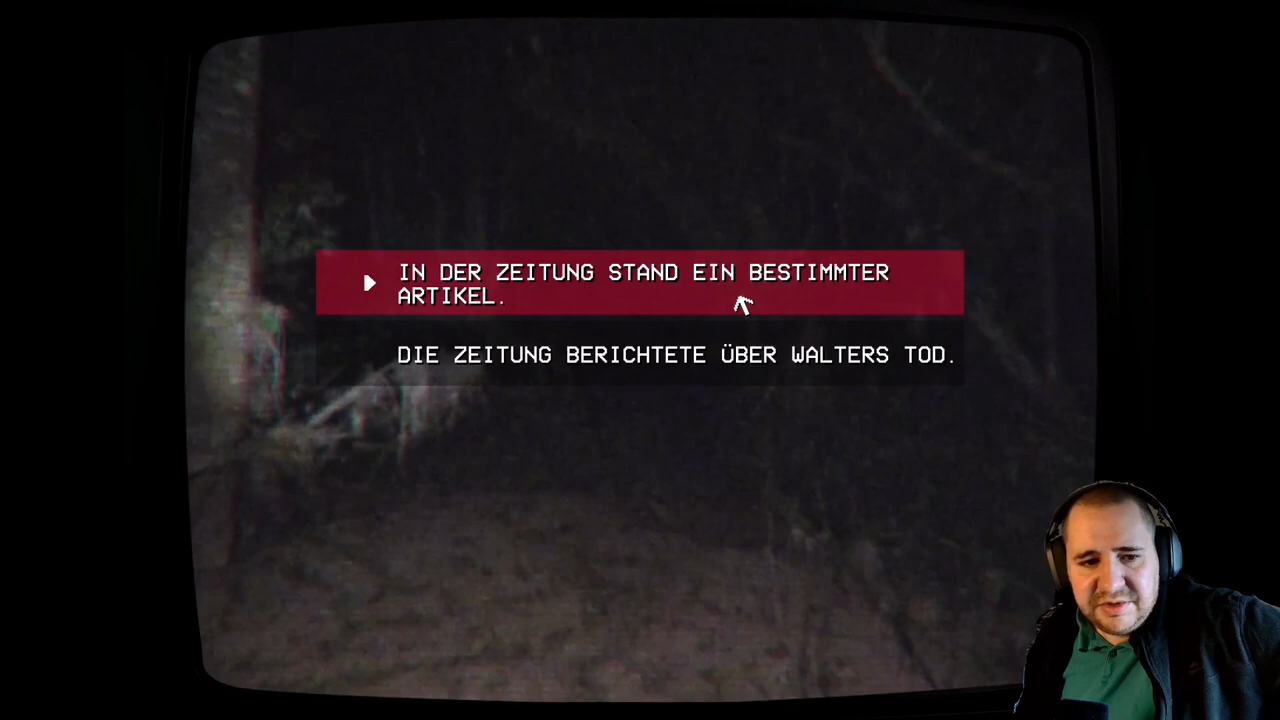 IN DER ZEITUNG STAND EIN BESTIMMTER
ARTIKEL.
DIE ZEITUNG BERICHTETE ÜBER WALTERS TOD.